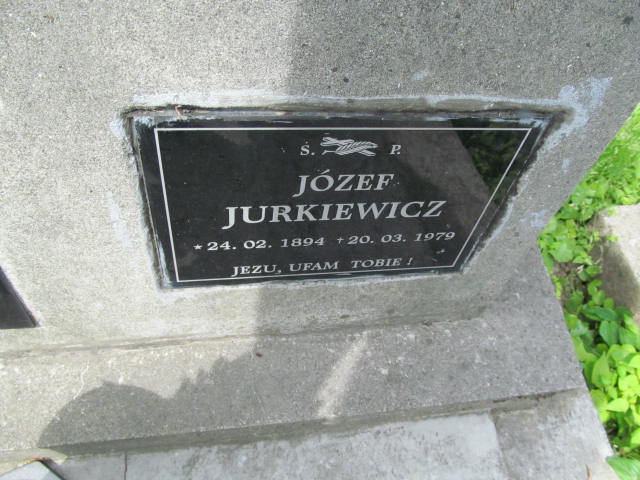 Ś. P.
JÓZEF
JURKIEWICZ
* 24. 02. 1894 † 20. 03. 1979
JEZU, UFAM TOBIE !